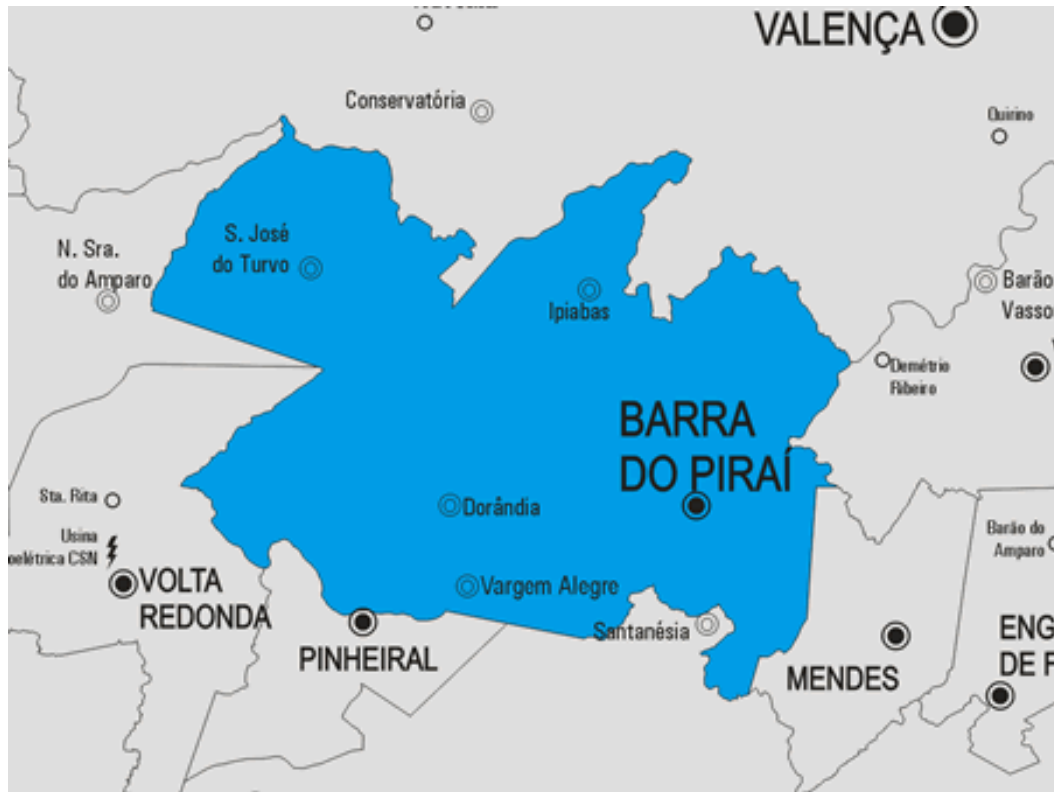 VALENÇA
Conservatória
Quirino
N. Sra.
do Amparo
S. José
do Turvo
Ipiabas
Barão
Vasso
Demétrio
Ribeiro
BARRA
DO PIRAÍ
Sta. Rita
Dorândia
Usina
oelétrica CSN
Barão do
Amparo
VOLTA
REDONDA
Vargem Alegre
Santanésia
PINHEIRAL
MENDES
ENG
DE F